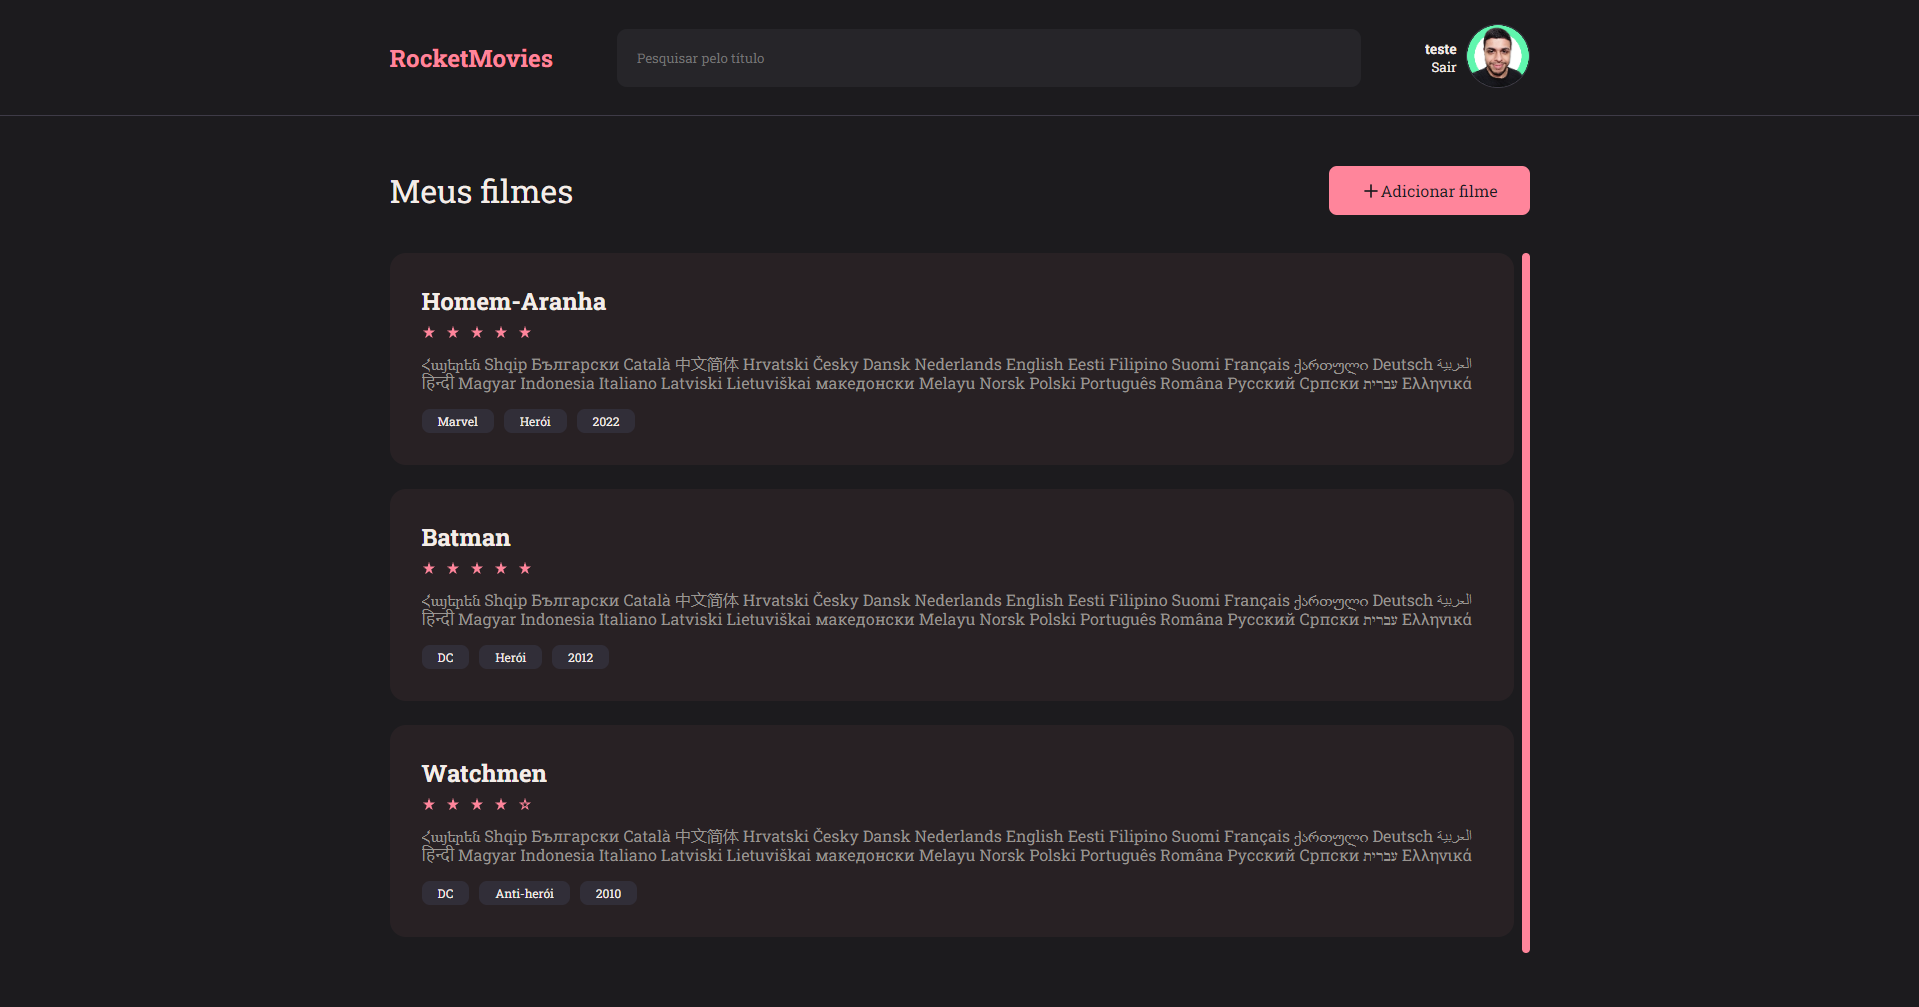 RocketMovies
Pesquisar pelo título
teste
Sair
Meus filmes
Adicionar filme
Homem-Aranha
★ ★ ★ ★ ★
Հայերեն Shqip Български Català 中文简体 Hrvatski Česky Dansk Nederlands English Eesti Filipino Suomi Français ქართული Deutsch العربية
हिन्दी Magyar Indonesia Italiano Latviski Lietuviškai македонски Melayu Norsk Polski Português Româna Русский Српски עברית Ελληνικά
Marvel Herói 2022
Batman
★ ★ ★ ★ ★
Հայերեն Shqip Български Català 中文简体 Hrvatski Česky Dansk Nederlands English Eesti Filipino Suomi Français ქართული Deutsch العربية
हिन्दी Magyar Indonesia Italiano Latviski Lietuviškai македонски Melayu Norsk Polski Português Româna Русский Српски עברית Ελληνικά
DC Herói 2012
Watchmen
★ ★ ★ ★ ☆
Հայերեն Shqip Български Català 中文简体 Hrvatski Česky Dansk Nederlands English Eesti Filipino Suomi Français ქართული Deutsch العربية
हिन्दी Magyar Indonesia Italiano Latviski Lietuviškai македонски Melayu Norsk Polski Português Româna Русский Српски עברית Ελληνικά
DC Anti-herói 2010